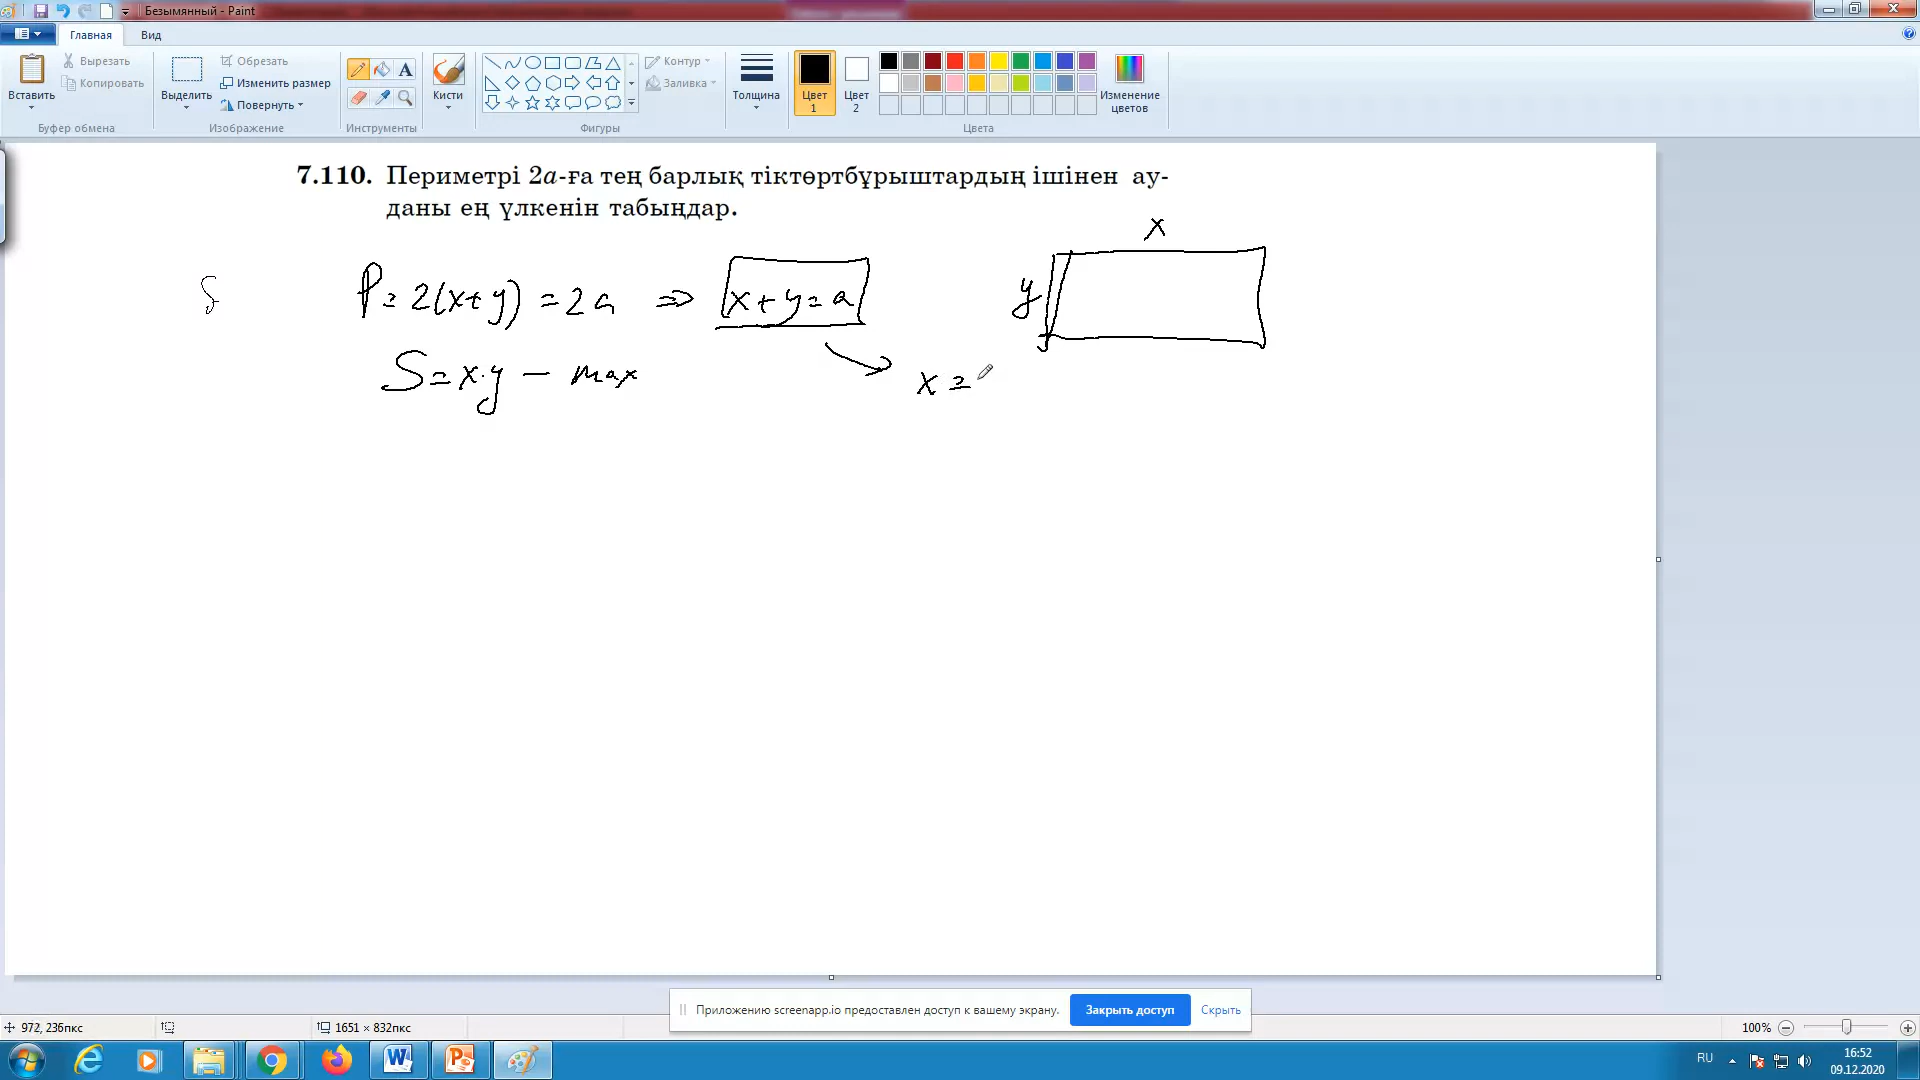 Безымянный - Paint
Главная
Вид
Вставить
Вырезать
Копировать
Буфер обмена
Выделить
Обрезать
Изменить размер
Повернуть
Изображение
A
Инструменты
Кисти
Фигуры
Контур
Заливка
Толщина
Цвет 1
Цвет 2
Изменение цветов
Цвета
7.110. Периметрі 2a-ға тең барлық тіктөртбұрыштардың ішінен ау-
даны ең үлкенін табыңдар.
x
P = 2(x+y) = 2a ⇒ x+y=a
y
S = x·y — max
x =
Приложению screenapp.io предоставлен доступ к вашему экрану.
Закрыть доступ
Скрыть
972, 236пкс
1651 × 832пкс
100%
RU
16:52
09.12.2020